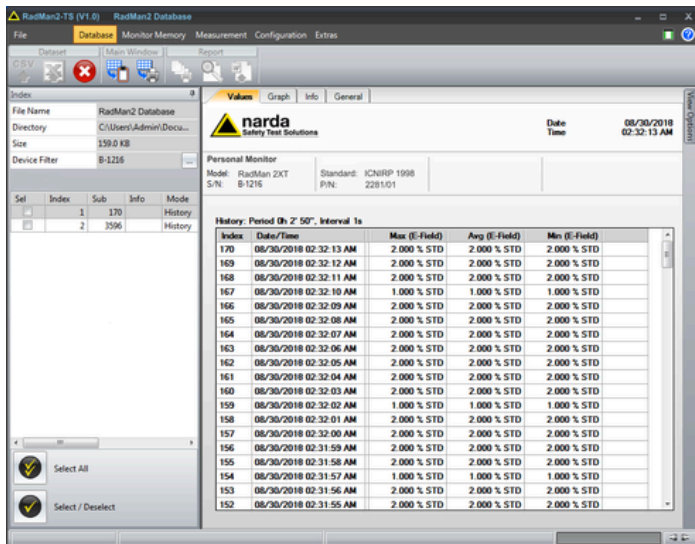 RadMan2-TS (V1.0) RadMan2 Database
File Database Monitor Memory Measurement Configuration Extras
Dataset Main Window Report
CSV
Index
File Name RadMan2 Database
Directory C:\Users\Admin\Docu...
Size 159.0 KB
Device Filter B-1216 ...
Sel Index Sub Info Mode
1 170 History
2 3596 History
Select All
Select / Deselect
Values Graph Info General
View Options
narda
Safety Test Solutions
Date 08/30/2018
Time 02:32:13 AM
Personal Monitor
Model: RadMan 2XT Standard: ICNIRP 1998
S/N: B-1216 P/N: 2281/01
History: Period 0h 2' 50", Interval 1s
Index Date/Time Max (E-Field) Avg (E-Field) Min (E-Field)
170 08/30/2018 02:32:13 AM 2.000 % STD 2.000 % STD 2.000 % STD
169 08/30/2018 02:32:12 AM 2.000 % STD 2.000 % STD 2.000 % STD
168 08/30/2018 02:32:11 AM 2.000 % STD 2.000 % STD 2.000 % STD
167 08/30/2018 02:32:10 AM 1.000 % STD 1.000 % STD 1.000 % STD
166 08/30/2018 02:32:09 AM 2.000 % STD 2.000 % STD 2.000 % STD
165 08/30/2018 02:32:08 AM 2.000 % STD 2.000 % STD 2.000 % STD
164 08/30/2018 02:32:07 AM 2.000 % STD 2.000 % STD 2.000 % STD
163 08/30/2018 02:32:06 AM 2.000 % STD 2.000 % STD 2.000 % STD
162 08/30/2018 02:32:05 AM 2.000 % STD 2.000 % STD 2.000 % STD
161 08/30/2018 02:32:04 AM 2.000 % STD 2.000 % STD 2.000 % STD
160 08/30/2018 02:32:03 AM 2.000 % STD 2.000 % STD 2.000 % STD
159 08/30/2018 02:32:02 AM 1.000 % STD 1.000 % STD 1.000 % STD
158 08/30/2018 02:32:01 AM 2.000 % STD 2.000 % STD 2.000 % STD
157 08/30/2018 02:32:00 AM 2.000 % STD 2.000 % STD 2.000 % STD
156 08/30/2018 02:31:59 AM 2.000 % STD 2.000 % STD 2.000 % STD
155 08/30/2018 02:31:58 AM 2.000 % STD 2.000 % STD 2.000 % STD
154 08/30/2018 02:31:57 AM 1.000 % STD 1.000 % STD 1.000 % STD
153 08/30/2018 02:31:56 AM 2.000 % STD 2.000 % STD 2.000 % STD
152 08/30/2018 02:31:55 AM 2.000 % STD 2.000 % STD 2.000 % STD